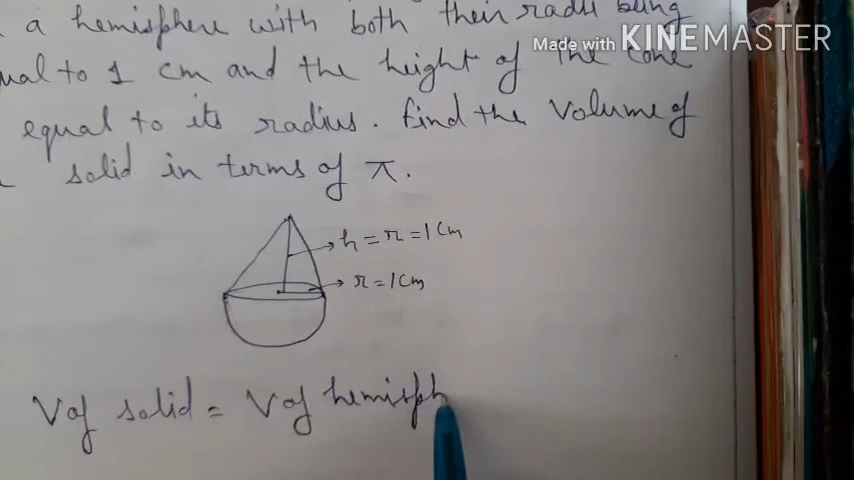 a hemisphere with both their radii being
Made with KINEMASTER
equal to 1 cm and the height of the cone
equal to its radius. find the volume of
solid in terms of π.
h = r = 1 cm
r = 1 cm
V of solid = V of hemisph